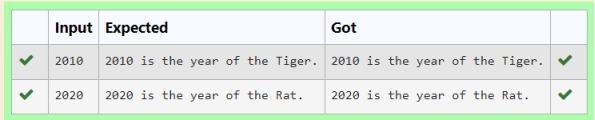 Input Expected Got
2010 2010 is the year of the Tiger. 2010 is the year of the Tiger.
2020 2020 is the year of the Rat. 2020 is the year of the Rat.